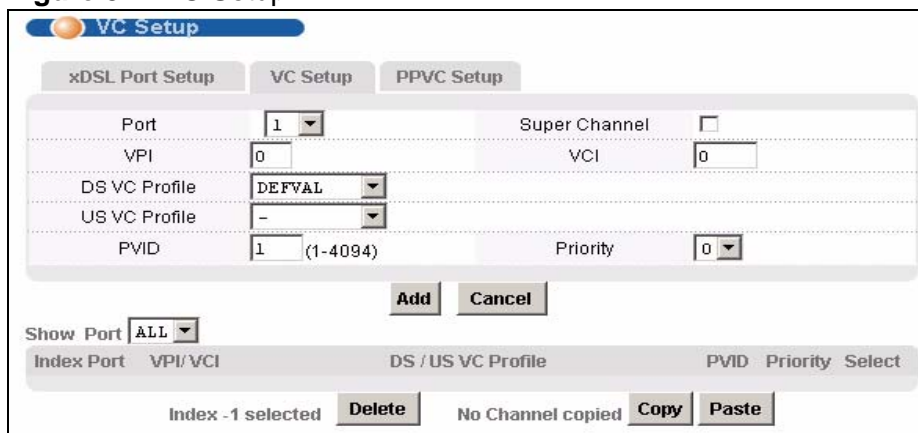 VC Setup
xDSL Port Setup VC Setup PPVC Setup
Port 1 Super Channel
VPI 0 VCI 0
DS VC Profile DEFVAL
US VC Profile -
PVID 1 (1-4094) Priority 0
Add Cancel
Show Port ALL
Index Port VPI/VCI DS / US VC Profile PVID Priority Select
Index -1 selected Delete No Channel copied Copy Paste